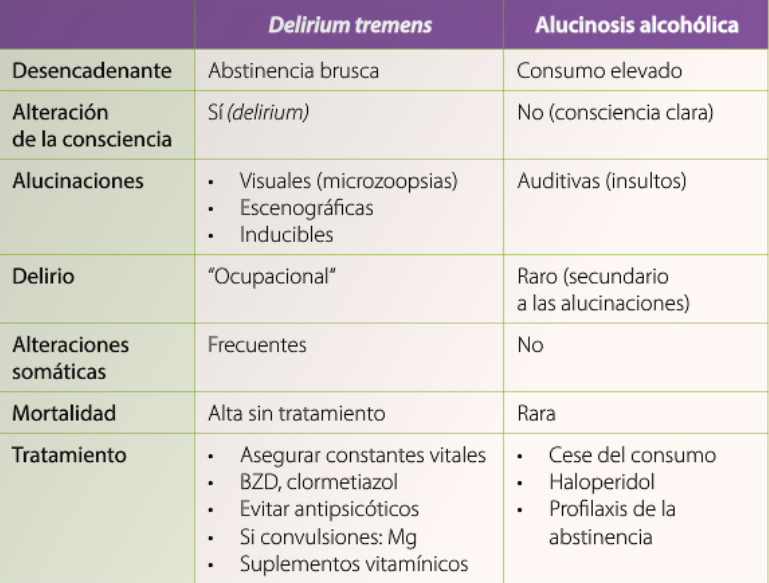 Delirium tremens
Alucinosis alcohólica
Desencadenante
Abstinencia brusca
Consumo elevado
Alteración
de la consciencia
Sí (delirium)
No (consciencia clara)
Alucinaciones
• Visuales (microzoopsias)
• Escenográficas
• Inducibles
Auditivas (insultos)
Delirio
"Ocupacional"
Raro (secundario
a las alucinaciones)
Alteraciones
somáticas
Frecuentes
No
Mortalidad
Alta sin tratamiento
Rara
Tratamiento
• Asegurar constantes vitales
• BZD, clormetiazol
• Evitar antipsicóticos
• Si convulsiones: Mg
• Suplementos vitamínicos
• Cese del consumo
• Haloperidol
• Profilaxis de la
abstinencia